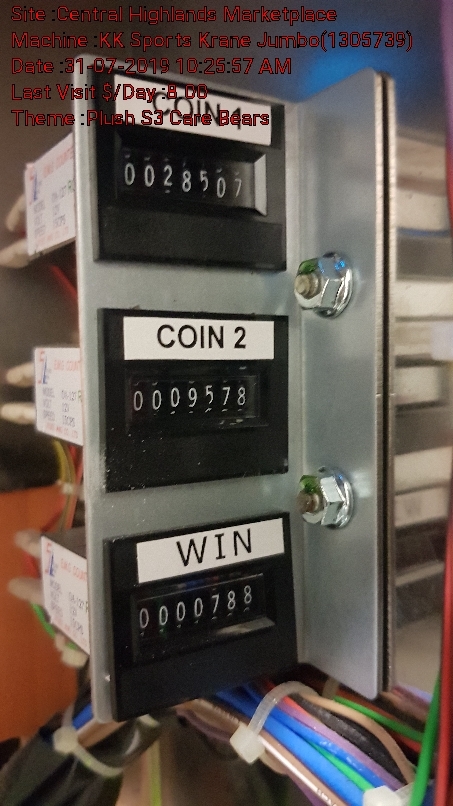 Site :Central Highlands Marketplace
Machine :KK Sports Krane Jumbo(1305739)
Date :31-07-2019 10:25:57 AM
Last Visit $/Day :8.00
Theme :Plush S3 Care Bears
COIN 1
0028507
COIN 2
0009578
WIN
0000788